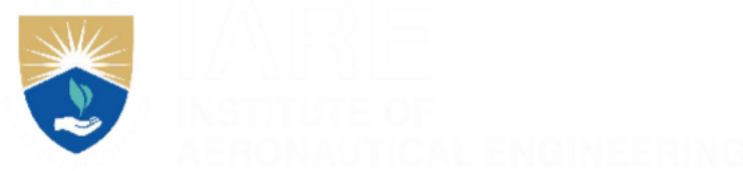 IARE
INSTITUTE OF
AERONAUTICAL ENGINEERING